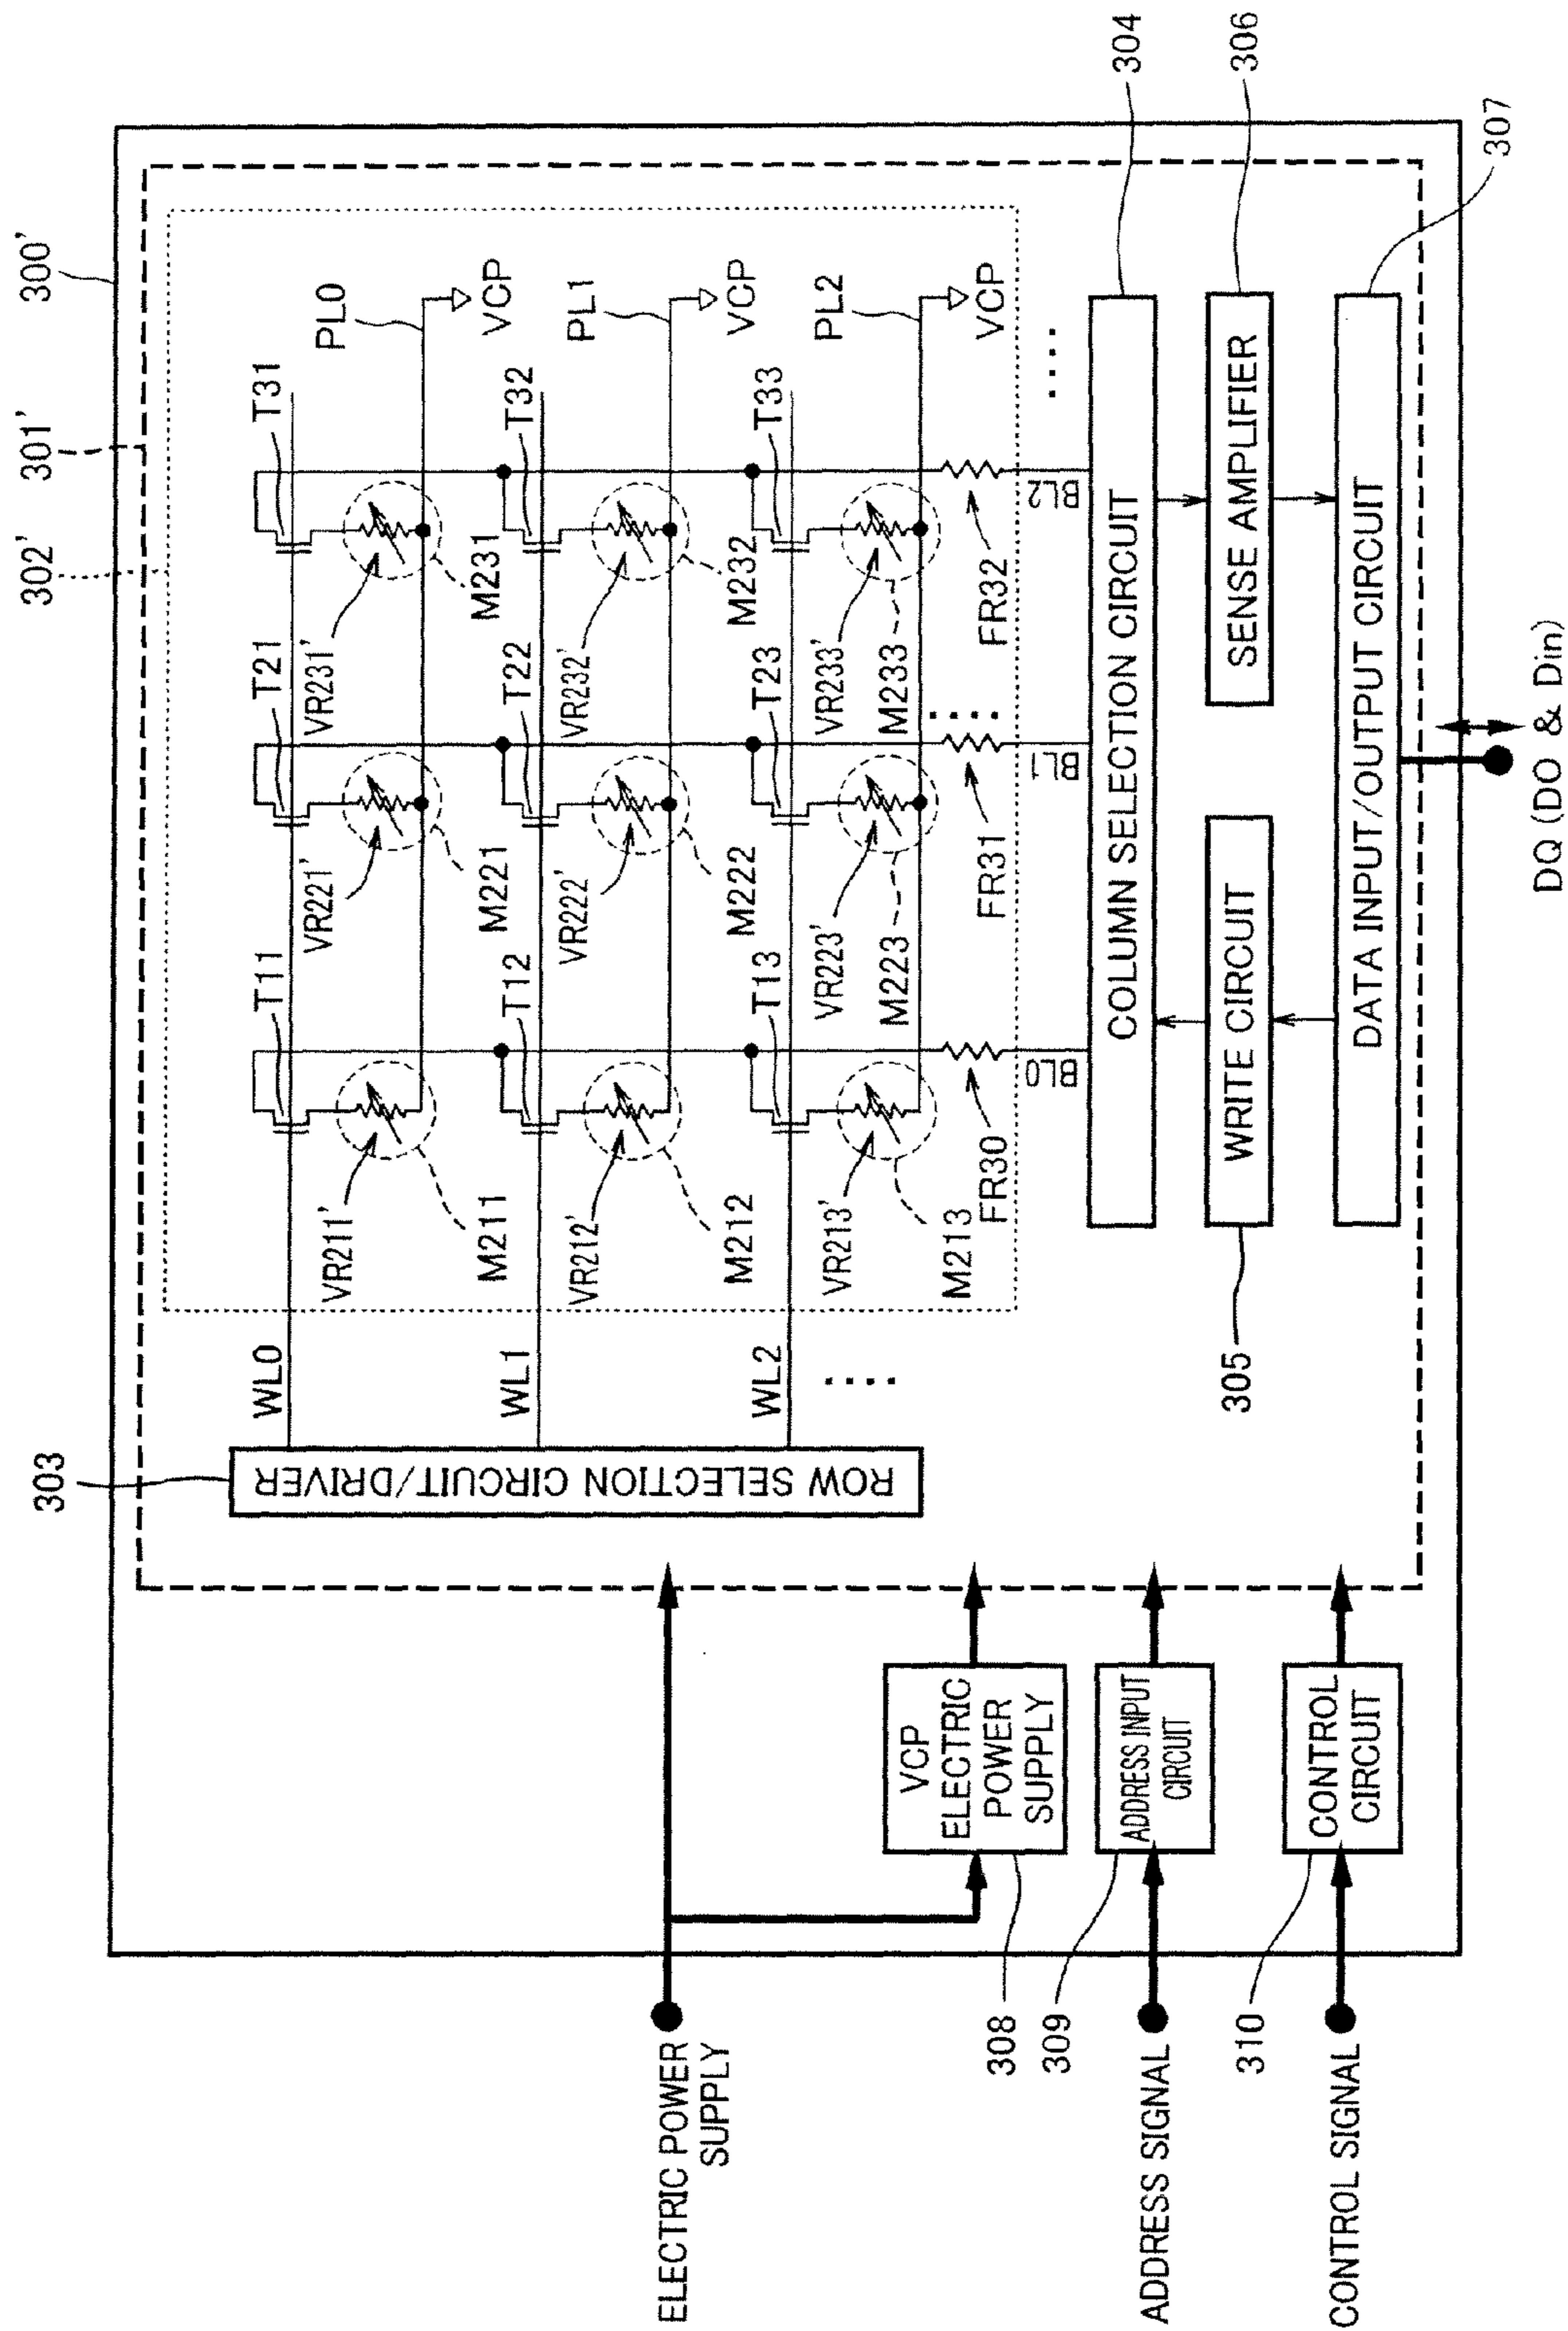 300'
301'
302'
303
ROW SELECTION CIRCUIT/DRIVER
WL0
WL1
WL2
T11
T21
T31
PL0
VCP
VR211'
VR221'
VR231'
M211
M221
M231
T12
T22
T32
PL1
VCP
VR212'
VR222'
VR232'
M212
M222
M232
T13
T23
T33
PL2
VCP
VR213'
VR223'
VR233'
M213
M223
M233
FR30
FR31
FR32
BL0
BL1
BL2
COLUMN SELECTION CIRCUIT
304
WRITE CIRCUIT
305
SENSE AMPLIFIER
306
DATA INPUT/OUTPUT CIRCUIT
307
DQ (DO & Din)
ELECTRIC POWER
SUPPLY
VCP
ELECTRIC
POWER
SUPPLY
308
ADDRESS SIGNAL
ADDRESS INPUT
CIRCUIT
309
CONTROL SIGNAL
CONTROL
CIRCUIT
310